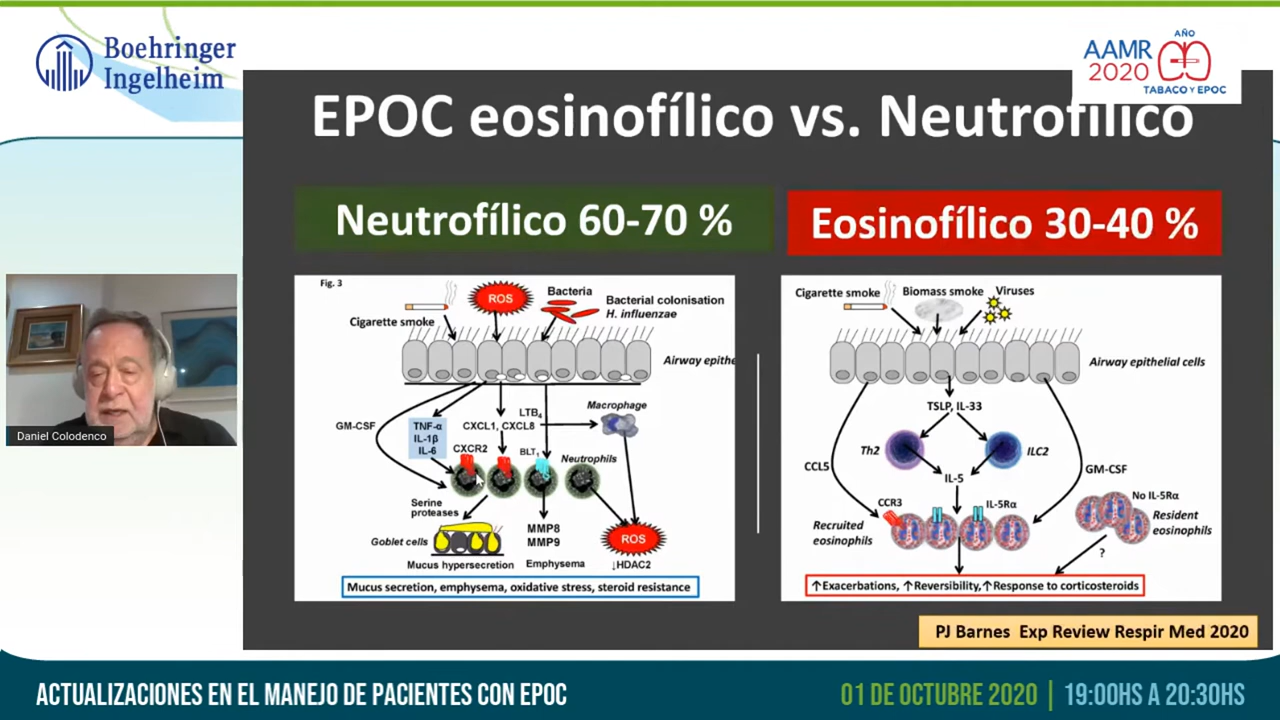 Boehringer
Ingelheim
AÑO
AAMR
2020
TABACO Y EPOC
EPOC eosinofílico vs. Neutrofílico
Neutrofílico 60-70 %
Eosinofílico 30-40 %
Fig. 3
ROS
Bacteria
Bacterial colonisation
H. influenzae
Cigarette smoke
Airway epithe
GM-CSF
TNF-α
IL-1β
IL-6
CXCL1, CXCL8
LTB4
Macrophage
CXCR2
BLT1
Neutrophils
Serine
proteases
Goblet cells
Mucus hypersecretion
MMP8
MMP9
Emphysema
ROS
↓HDAC2
Mucus secretion, emphysema, oxidative stress, steroid resistance
Cigarette smoke
Biomass smoke
Viruses
Airway epithelial cells
TSLP, IL-33
Th2
ILC2
CCL5
IL-5
GM-CSF
CCR3
IL-5Rα
No IL-5Rα
Recruited
eosinophils
Resident
eosinophils
?
↑Exacerbations, ↑Reversibility,↑Response to corticosteroids
PJ Barnes Exp Review Respir Med 2020
Daniel Colodenco
ACTUALIZACIONES EN EL MANEJO DE PACIENTES CON EPOC
01 DE OCTUBRE 2020 | 19:00HS A 20:30HS